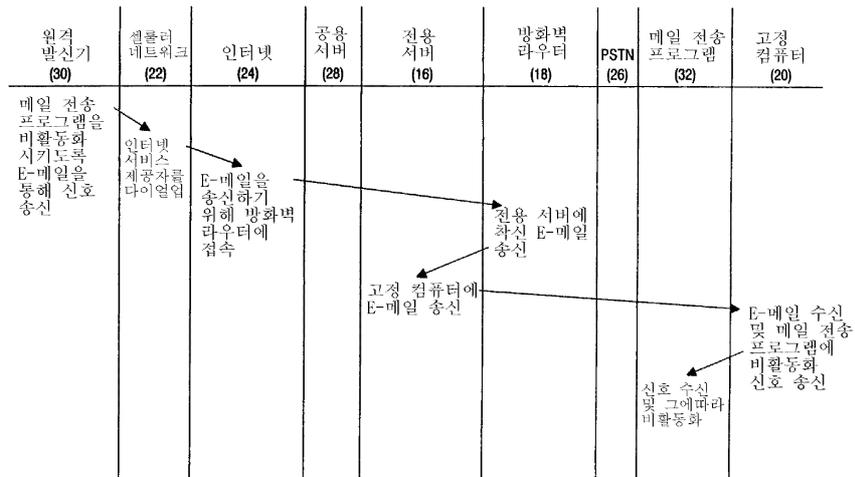 원격
발신기
(30)
셀룰러
네트워크
(22)
인터넷
(24)
공용
서버
(28)
전용
서버
(16)
방화벽
라우터
(18)
PSTN
(26)
메일 전송
프로그램
(32)
고정
컴퓨터
(20)
메일 전송
프로그램을
비활동화
시키도록
E-메일을
통해 신호
송신
인터넷
서비스
제공자를
다이얼업
E-메일을
송신하기
위해 방화벽
라우터에
접속
전용 서버에
착신 E-메일
송신
고정 컴퓨터에
E-메일 송신
E-메일 수신
및 메일 전송
프로그램에
비활동화
신호 송신
신호 수신
및 그에따라
비활동화